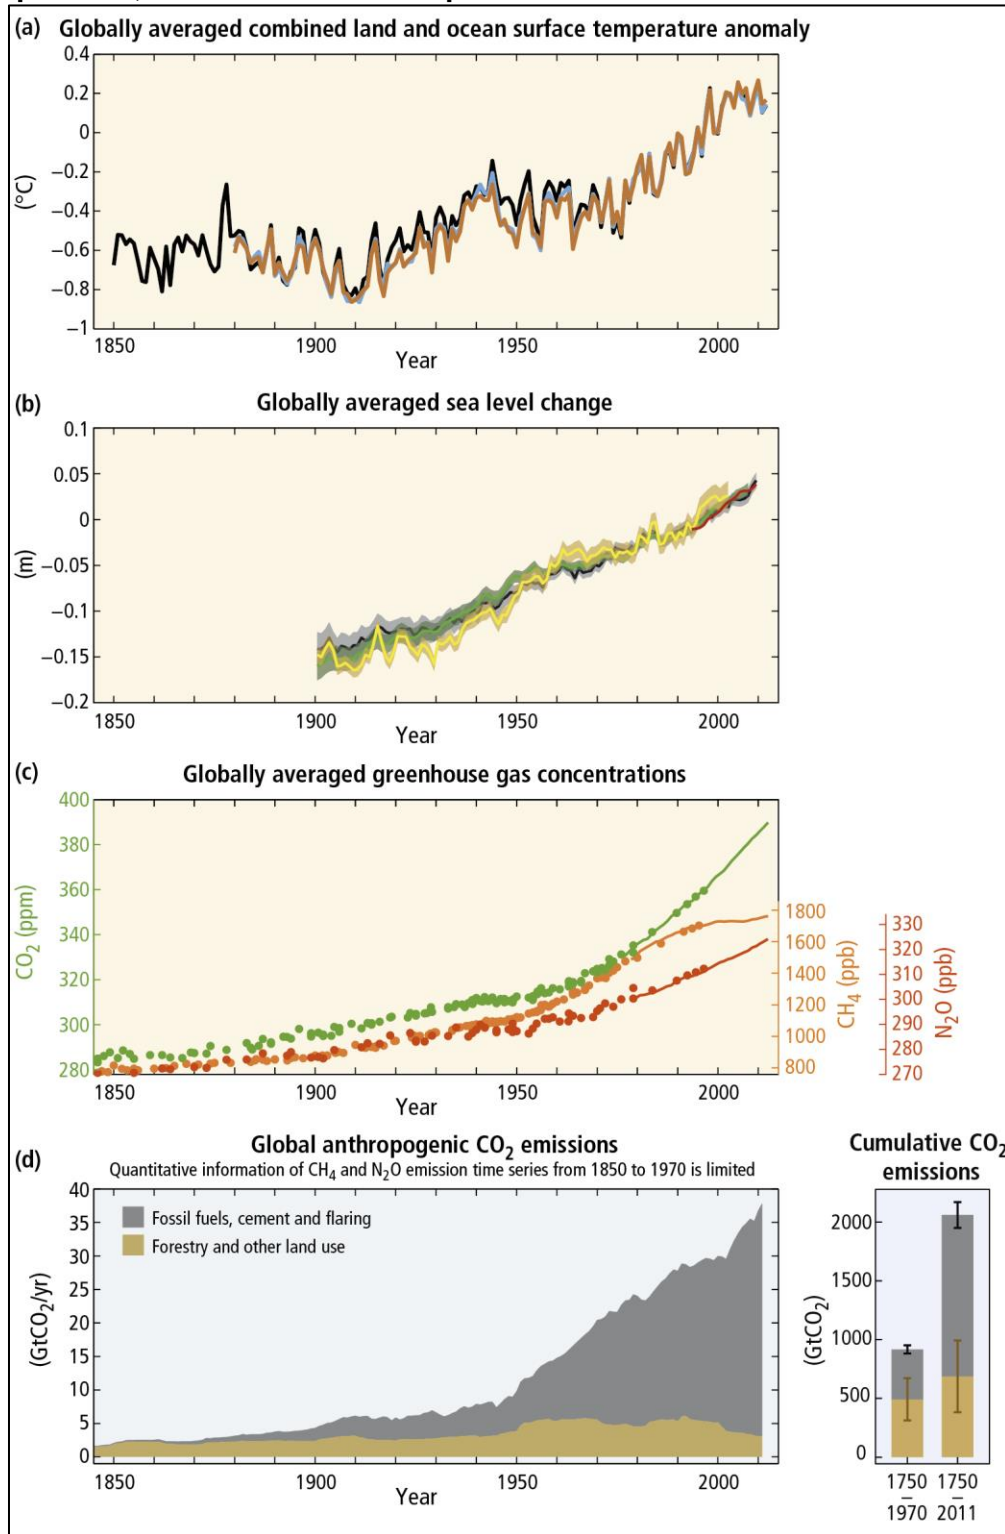 (a) Globally averaged combined land and ocean surface temperature anomaly
0.4
0.2
0
−0.2
−0.4
−0.6
−0.8
−1
(°C)
1850 1900 1950 2000
Year
(b) Globally averaged sea level change
0.1
0.05
0
−0.05
−0.1
−0.15
−0.2
(m)
1850 1900 1950 2000
Year
(c) Globally averaged greenhouse gas concentrations
400
380
360
340
320
300
280
CO₂ (ppm)
1800
1600
1400
1200
1000
800
CH₄ (ppb)
330
320
310
300
290
280
270
N₂O (ppb)
1850 1900 1950 2000
Year
(d) Global anthropogenic CO₂ emissions
Quantitative information of CH₄ and N₂O emission time series from 1850 to 1970 is limited
40
35
30
25
20
15
10
5
0
(GtCO₂/yr)
Fossil fuels, cement and flaring
Forestry and other land use
1850 1900 1950 2000
Year
Cumulative CO₂
emissions
2000
1500
1000
500
0
(GtCO₂)
1750 1750
– –
1970 2011